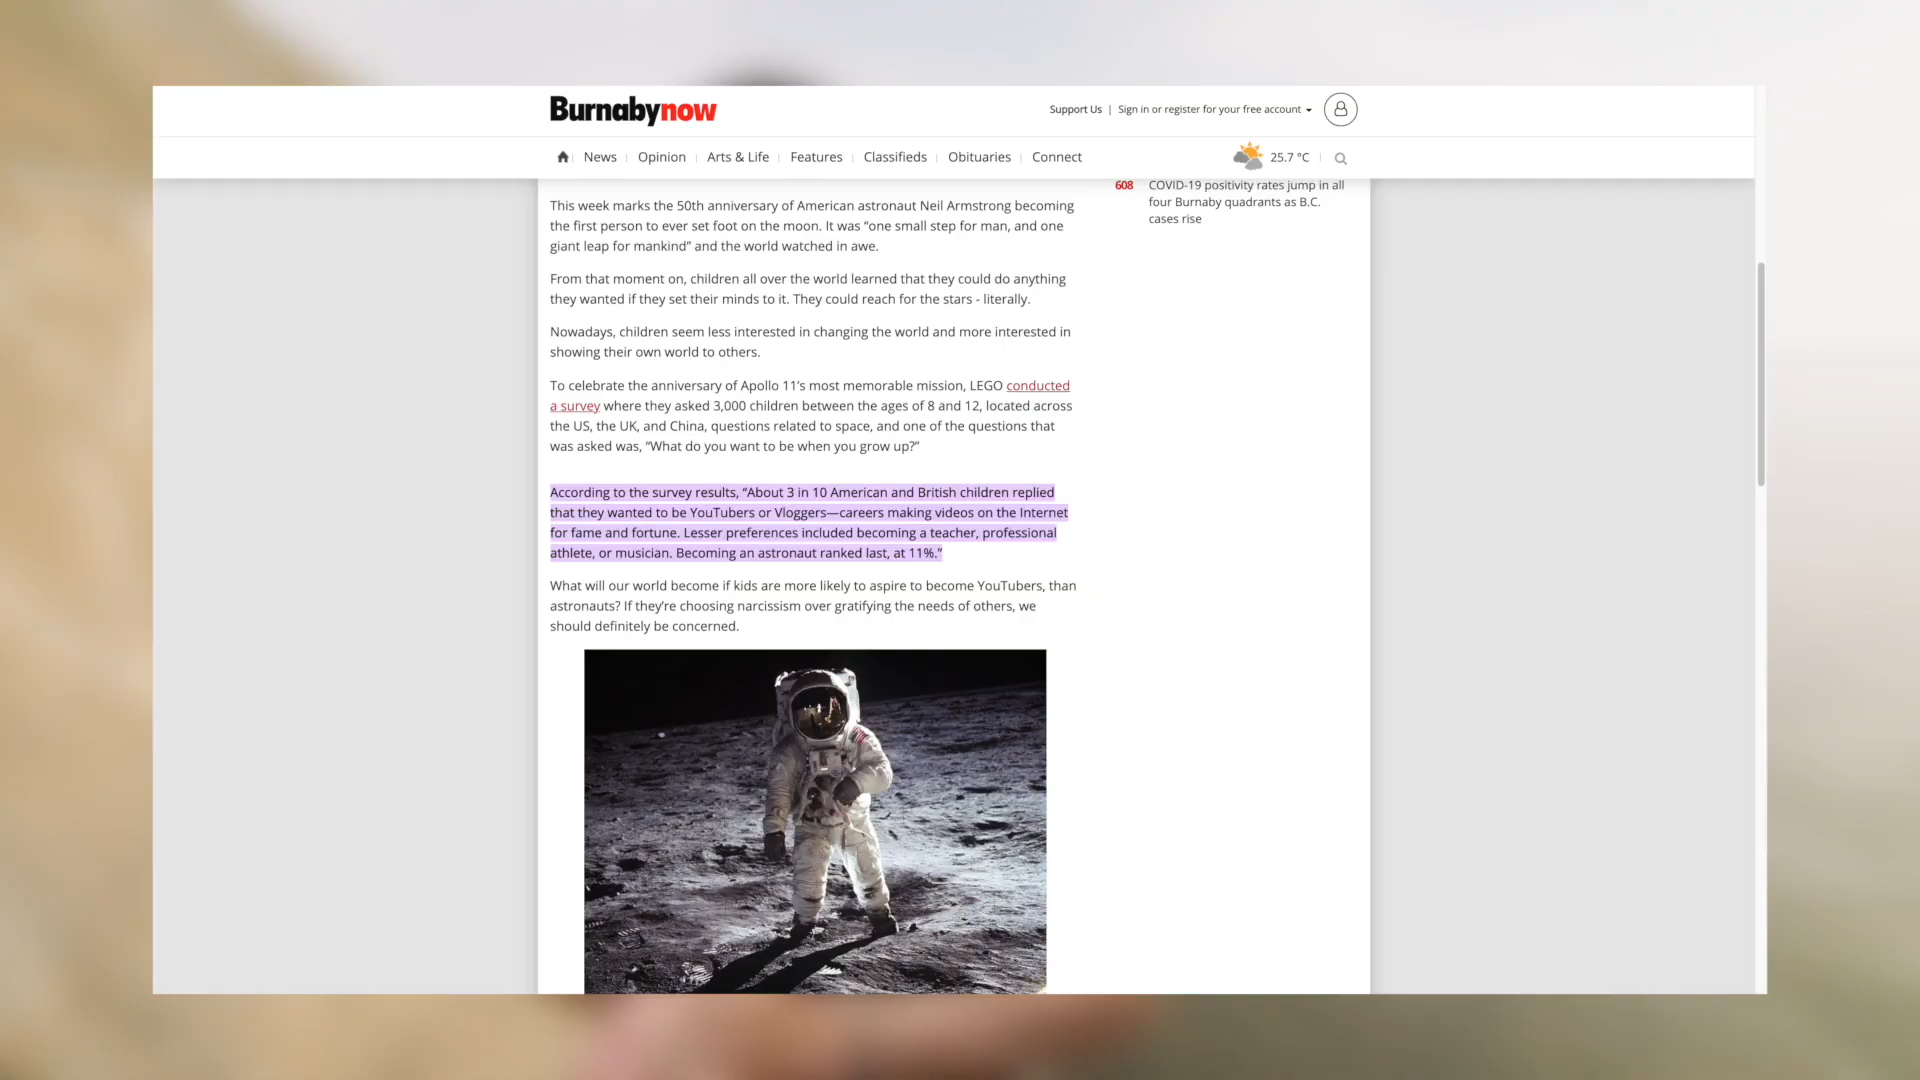 Burnabynow
Support Us | Sign in or register for your free account
News | Opinion | Arts & Life | Features | Classifieds | Obituaries | Connect
25.7 °C
608 COVID-19 positivity rates jump in all
four Burnaby quadrants as B.C.
cases rise
This week marks the 50th anniversary of American astronaut Neil Armstrong becoming
the first person to ever set foot on the moon. It was “one small step for man, and one
giant leap for mankind” and the world watched in awe.
From that moment on, children all over the world learned that they could do anything
they wanted if they set their minds to it. They could reach for the stars - literally.
Nowadays, children seem less interested in changing the world and more interested in
showing their own world to others.
To celebrate the anniversary of Apollo 11’s most memorable mission, LEGO conducted
a survey where they asked 3,000 children between the ages of 8 and 12, located across
the US, the UK, and China, questions related to space, and one of the questions that
was asked was, “What do you want to be when you grow up?”
According to the survey results, “About 3 in 10 American and British children replied
that they wanted to be YouTubers or Vloggers—careers making videos on the Internet
for fame and fortune. Lesser preferences included becoming a teacher, professional
athlete, or musician. Becoming an astronaut ranked last, at 11%.”
What will our world become if kids are more likely to aspire to become YouTubers, than
astronauts? If they’re choosing narcissism over gratifying the needs of others, we
should definitely be concerned.